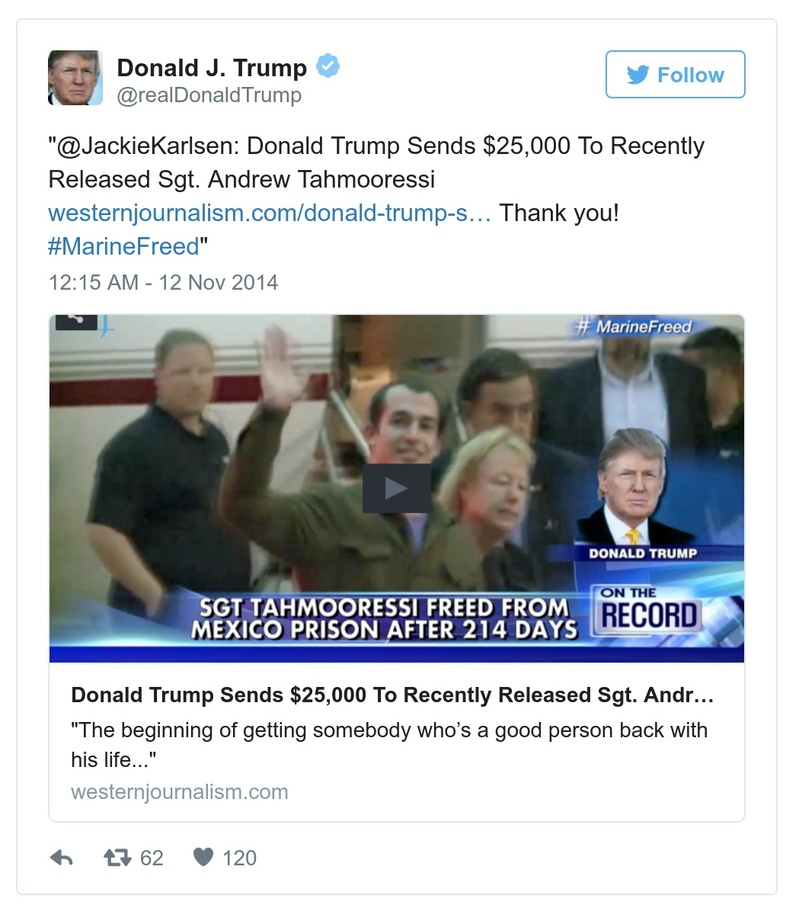 Donald J. Trump
@realDonaldTrump
Follow
"@JackieKarlsen: Donald Trump Sends $25,000 To Recently
Released Sgt. Andrew Tahmooressi
westernjournalism.com/donald-trump-s… Thank you!
#MarineFreed"
12:15 AM - 12 Nov 2014
# MarineFreed
DONALD TRUMP
SGT TAHMOORESSI FREED FROM
MEXICO PRISON AFTER 214 DAYS
ON THE
RECORD
Donald Trump Sends $25,000 To Recently Released Sgt. Andr…
"The beginning of getting somebody who’s a good person back with
his life..."
westernjournalism.com
62
120